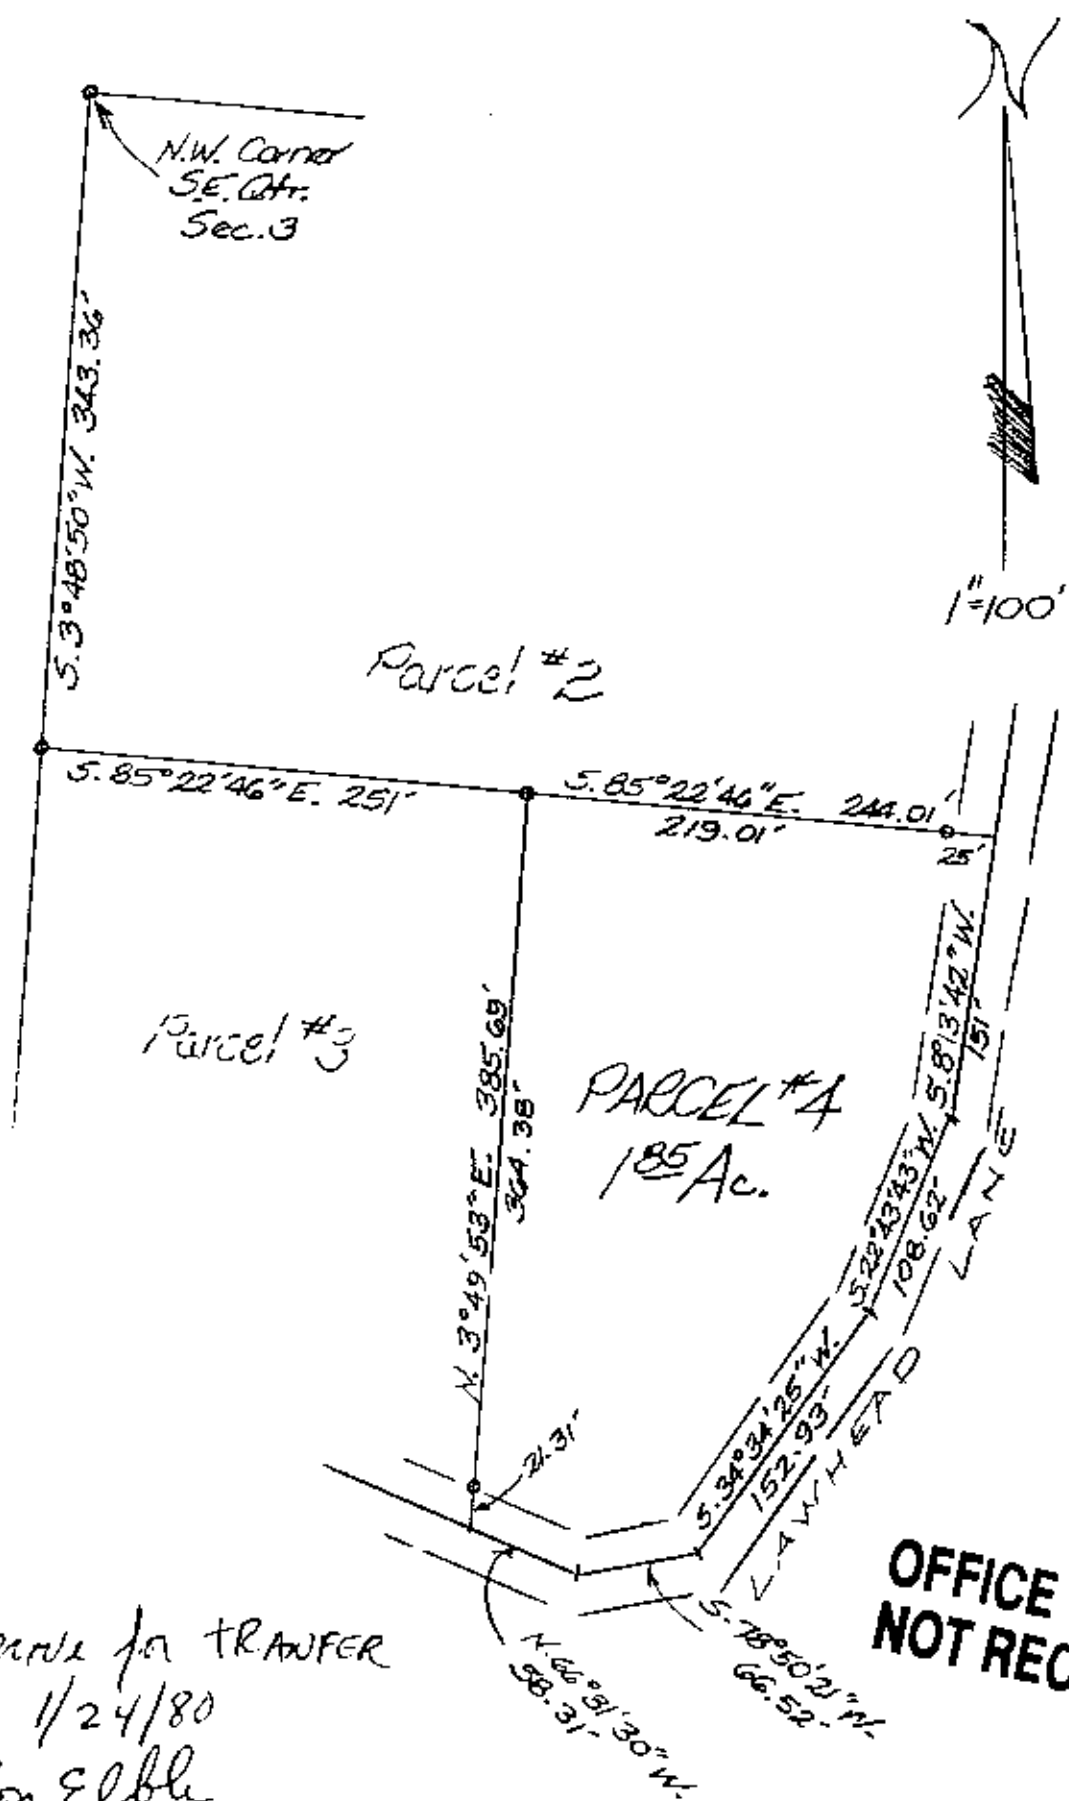 N.W. Corner
S.E. Qtr.
Sec. 3
S. 3° 48' 50" W. 343.36'
1" = 100'
Parcel #2
S. 85° 22' 46" E. 251'
S. 85° 22' 46" E. 244.01'
219.01'
25'
S. 8° 13' 42" W.
151'
Parcel #3
N. 3° 49' 53" E. 385.69'
364.38'
PARCEL #4
1 85 Ac.
S. 22° 43' 43" W.
108.62'
S. 34° 34' 25" W.
152.93'
LAWHEAD LANE
21.31'
S. 78° 50' 21" W.
66.52'
N. 66° 31' 30" W.
58.31'
OFFICE
NOT REC
for TRANFER
1/24/80